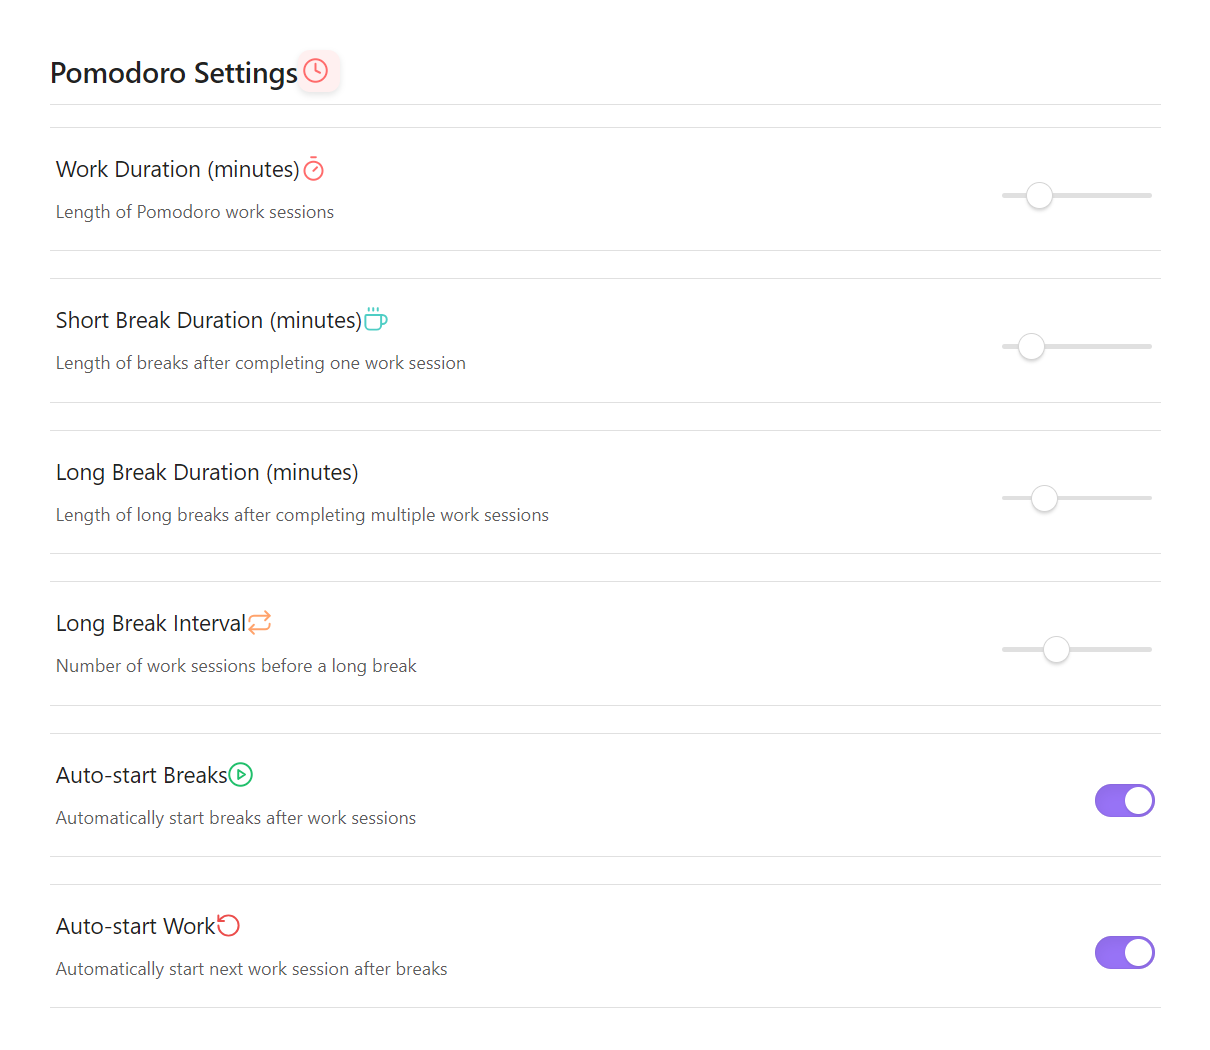 Pomodoro Settings
Work Duration (minutes)
Length of Pomodoro work sessions
Short Break Duration (minutes)
Length of breaks after completing one work session
Long Break Duration (minutes)
Length of long breaks after completing multiple work sessions
Long Break Interval
Number of work sessions before a long break
Auto-start Breaks
Automatically start breaks after work sessions
Auto-start Work
Automatically start next work session after breaks